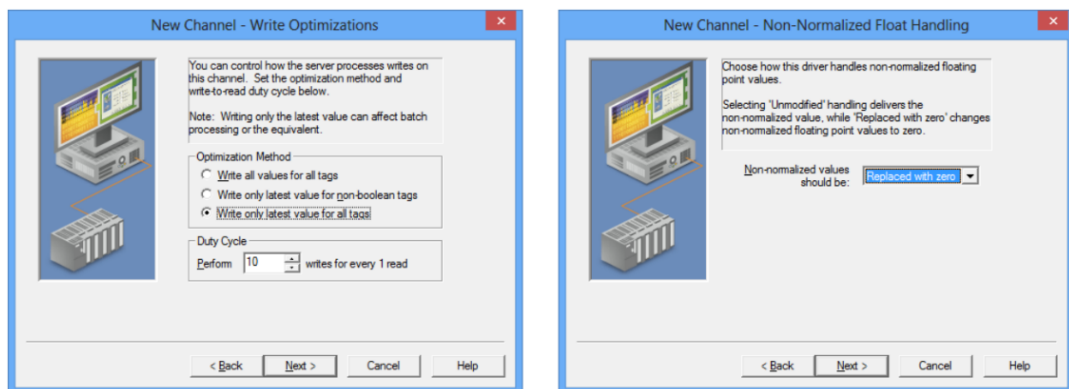 New Channel - Write Optimizations
You can control how the server processes writes on
this channel. Set the optimization method and
write-to-read duty cycle below.
Note: Writing only the latest value can affect batch
processing or the equivalent.
Optimization Method
Write all values for all tags
Write only latest value for non-boolean tags
Write only latest value for all tags
Duty Cycle
Perform 10 writes for every 1 read
< Back Next > Cancel Help
New Channel - Non-Normalized Float Handling
Choose how this driver handles non-normalized floating
point values.
Selecting 'Unmodified' handling delivers the
non-normalized value, while 'Replaced with zero' changes
non-normalized floating point values to zero.
Non-normalized values
should be: Replaced with zero
< Back Next > Cancel Help